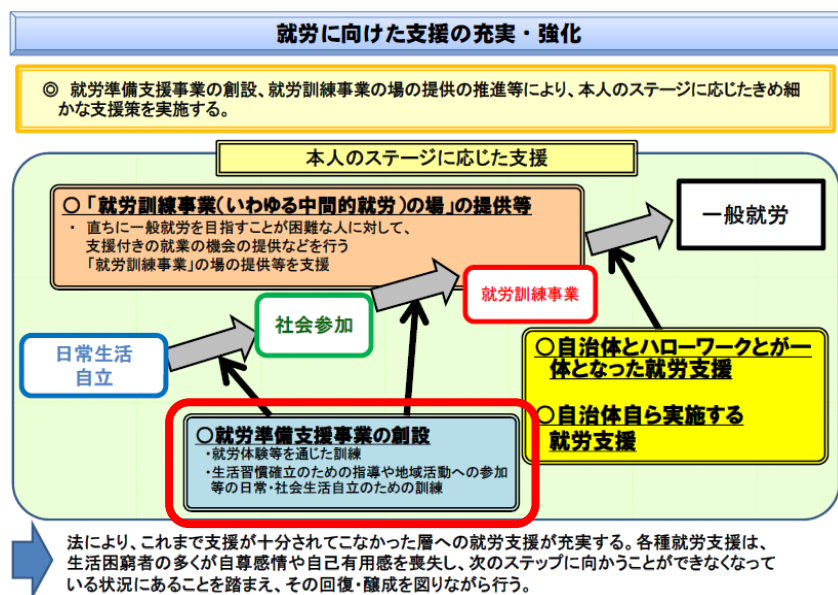 就労に向けた支援の充実・強化
◎ 就労準備支援事業の創設、就労訓練事業の場の提供の推進等により、本人のステージに応じたきめ細
かな支援策を実施する。
本人のステージに応じた支援
○「就労訓練事業(いわゆる中間的就労)の場」の提供等
・ 直ちに一般就労を目指すことが困難な人に対して、
支援付きの就業の機会の提供などを行う
「就労訓練事業」の場の提供等を支援
一般就労
就労訓練事業
社会参加
日常生活
自立
○自治体とハローワークとが一
体となった就労支援
○自治体自ら実施する
就労支援
○就労準備支援事業の創設
・就労体験等を通じた訓練
・生活習慣確立のための指導や地域活動への参加
等の日常・社会生活自立のための訓練
法により、これまで支援が十分されてこなかった層への就労支援が充実する。各種就労支援は、
生活困窮者の多くが自尊感情や自己有用感を喪失し、次のステップに向かうことができなくなって
いる状況にあることを踏まえ、その回復・醸成を図りながら行う。